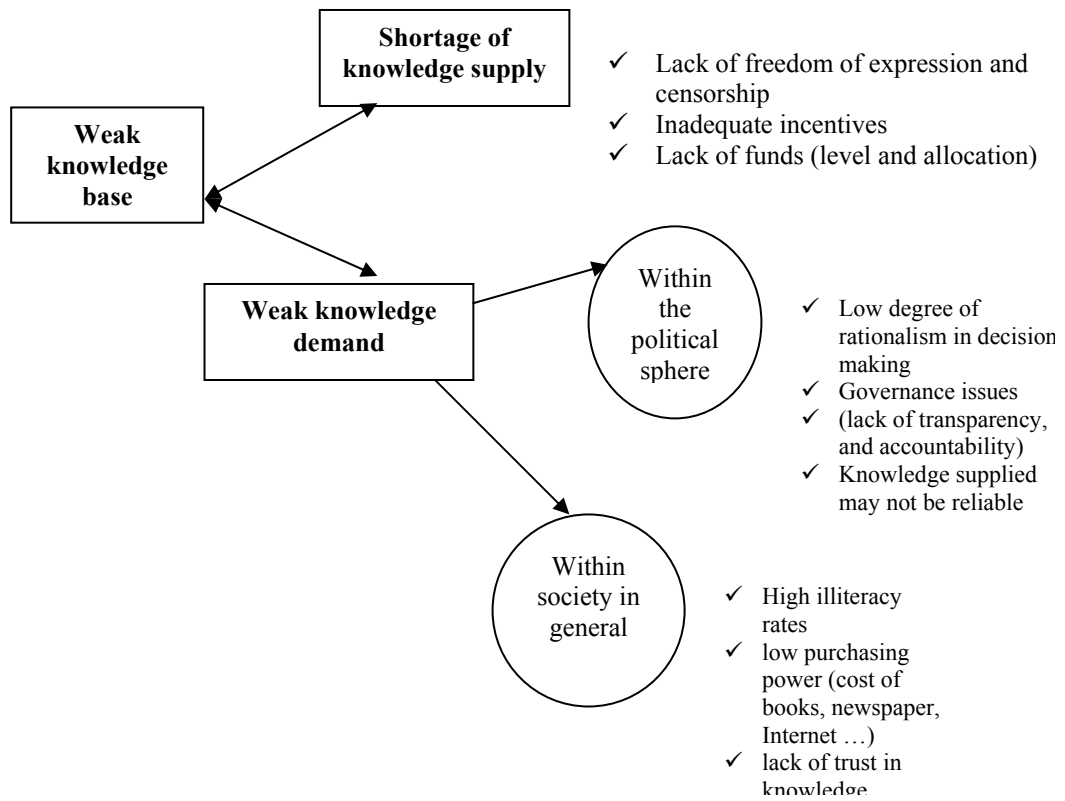 Shortage of
knowledge supply
✓ Lack of freedom of expression and
censorship
✓ Inadequate incentives
✓ Lack of funds (level and allocation)
Weak
knowledge
base
Weak knowledge
demand
Within
the
political
sphere
✓ Low degree of
rationalism in decision
making
✓ Governance issues
✓ (lack of transparency,
and accountability)
✓ Knowledge supplied
may not be reliable
Within
society in
general
✓ High illiteracy
rates
✓ low purchasing
power (cost of
books, newspaper,
Internet …)
✓ lack of trust in
knowledge